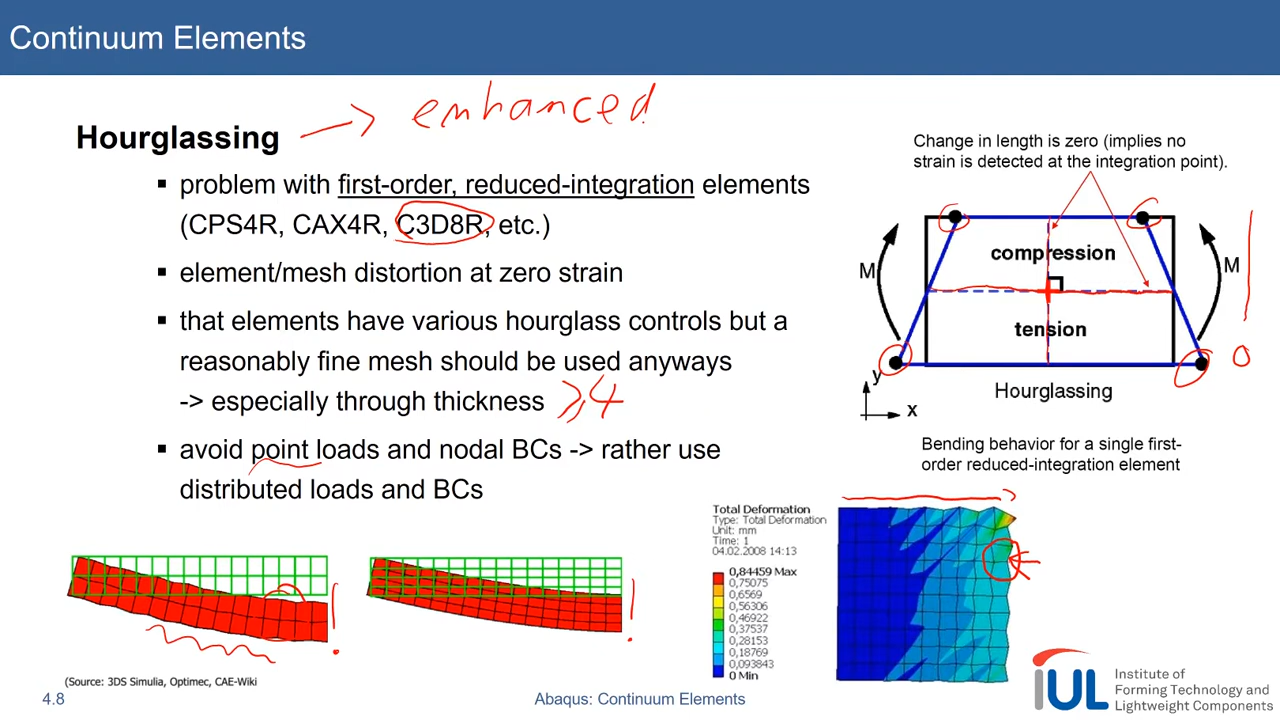 Continuum Elements
enhanced
Hourglassing
problem with first-order, reduced-integration elements
(CPS4R, CAX4R, C3D8R, etc.)
element/mesh distortion at zero strain
that elements have various hourglass controls but a
reasonably fine mesh should be used anyways
-> especially through thickness ≥4
avoid point loads and nodal BCs -> rather use
distributed loads and BCs
Change in length is zero (implies no
strain is detected at the integration point).
compression
M
M
tension
0
y
x
Hourglassing
Bending behavior for a single first-
order reduced-integration element
!
!
Total Deformation
Type: Total Deformation
Unit: mm
Time: 1
04.02.2008 14:13
0,84459 Max
0,75075
0,6569
0,56306
0,46922
0,37537
0,28153
0,18769
0,093843
0 Min
(Source: 3DS Simulia, Optimec, CAE-Wiki
4.8
Abaqus: Continuum Elements
IUL
Institute of
Forming Technology and
Lightweight Components